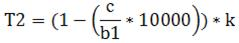 T2 = (1 − (c/b1 * 10000)) * k